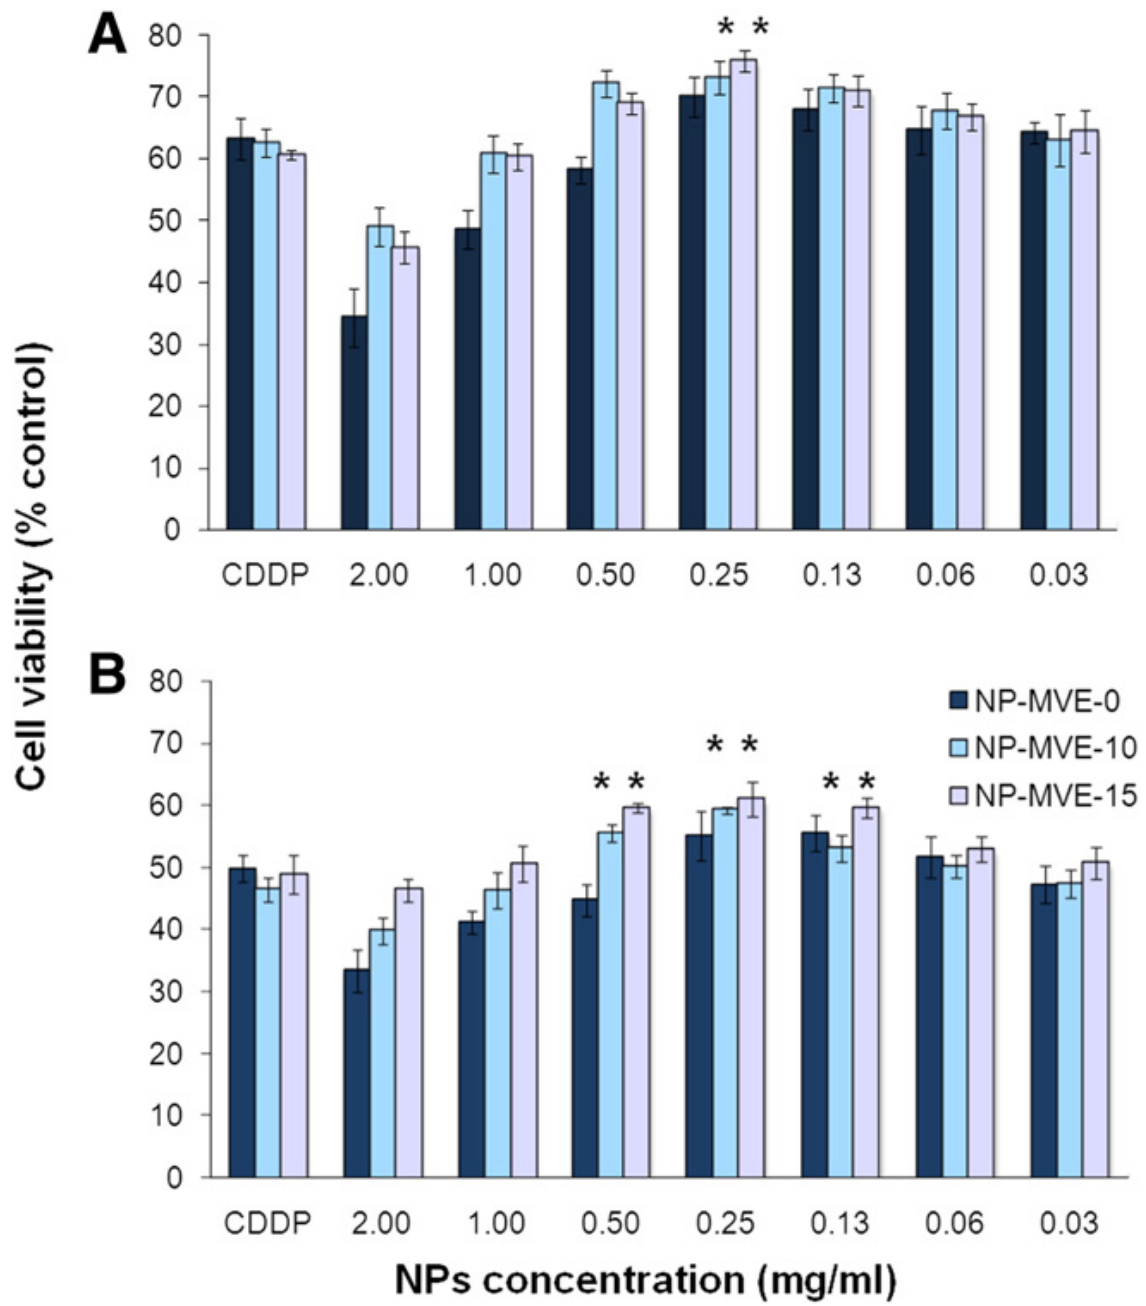 A
* *
80
70
60
50
40
30
20
10
0
CDDP 2.00 1.00 0.50 0.25 0.13 0.06 0.03
Cell viability (% control)
B
80
70
60
50
40
30
20
10
0
NP-MVE-0
NP-MVE-10
NP-MVE-15
* *
* *
* *
CDDP 2.00 1.00 0.50 0.25 0.13 0.06 0.03
NPs concentration (mg/ml)